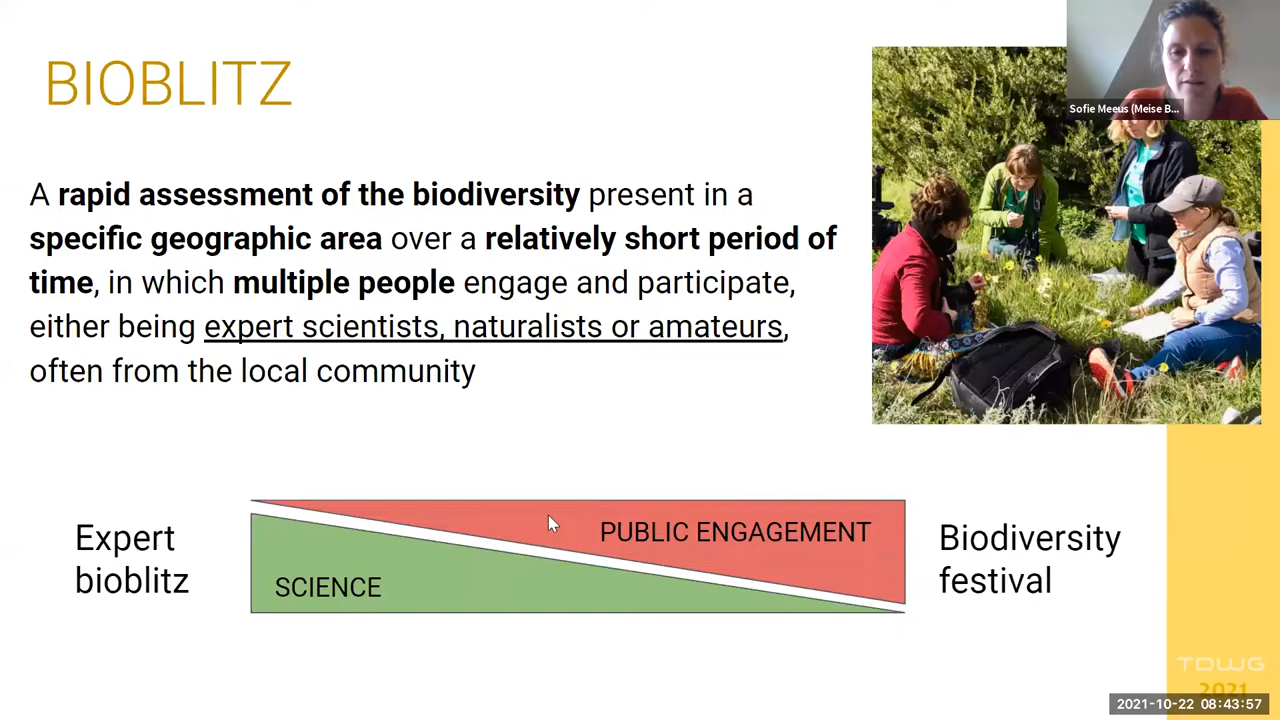 BIOBLITZ
Sofie Meeus (Meise B...
A rapid assessment of the biodiversity present in a
specific geographic area over a relatively short period of
time, in which multiple people engage and participate,
either being expert scientists, naturalists or amateurs,
often from the local community
Expert
bioblitz
PUBLIC ENGAGEMENT
SCIENCE
Biodiversity
festival
TDWG
2021
2021-10-22 08:43:57